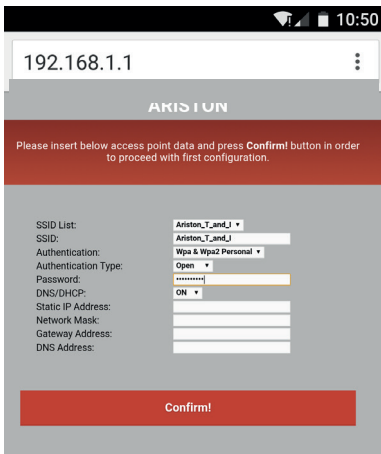 10:50
192.168.1.1
ARISTON
Please insert below access point data and press Confirm! button in order
to proceed with first configuration.
SSID List: Ariston_T_and_I
SSID: Ariston_T_and_I
Authentication: Wpa & Wpa2 Personal
Authentication Type: Open
Password: ••••••••••
DNS/DHCP: ON
Static IP Address:
Network Mask:
Gateway Address:
DNS Address:
Confirm!